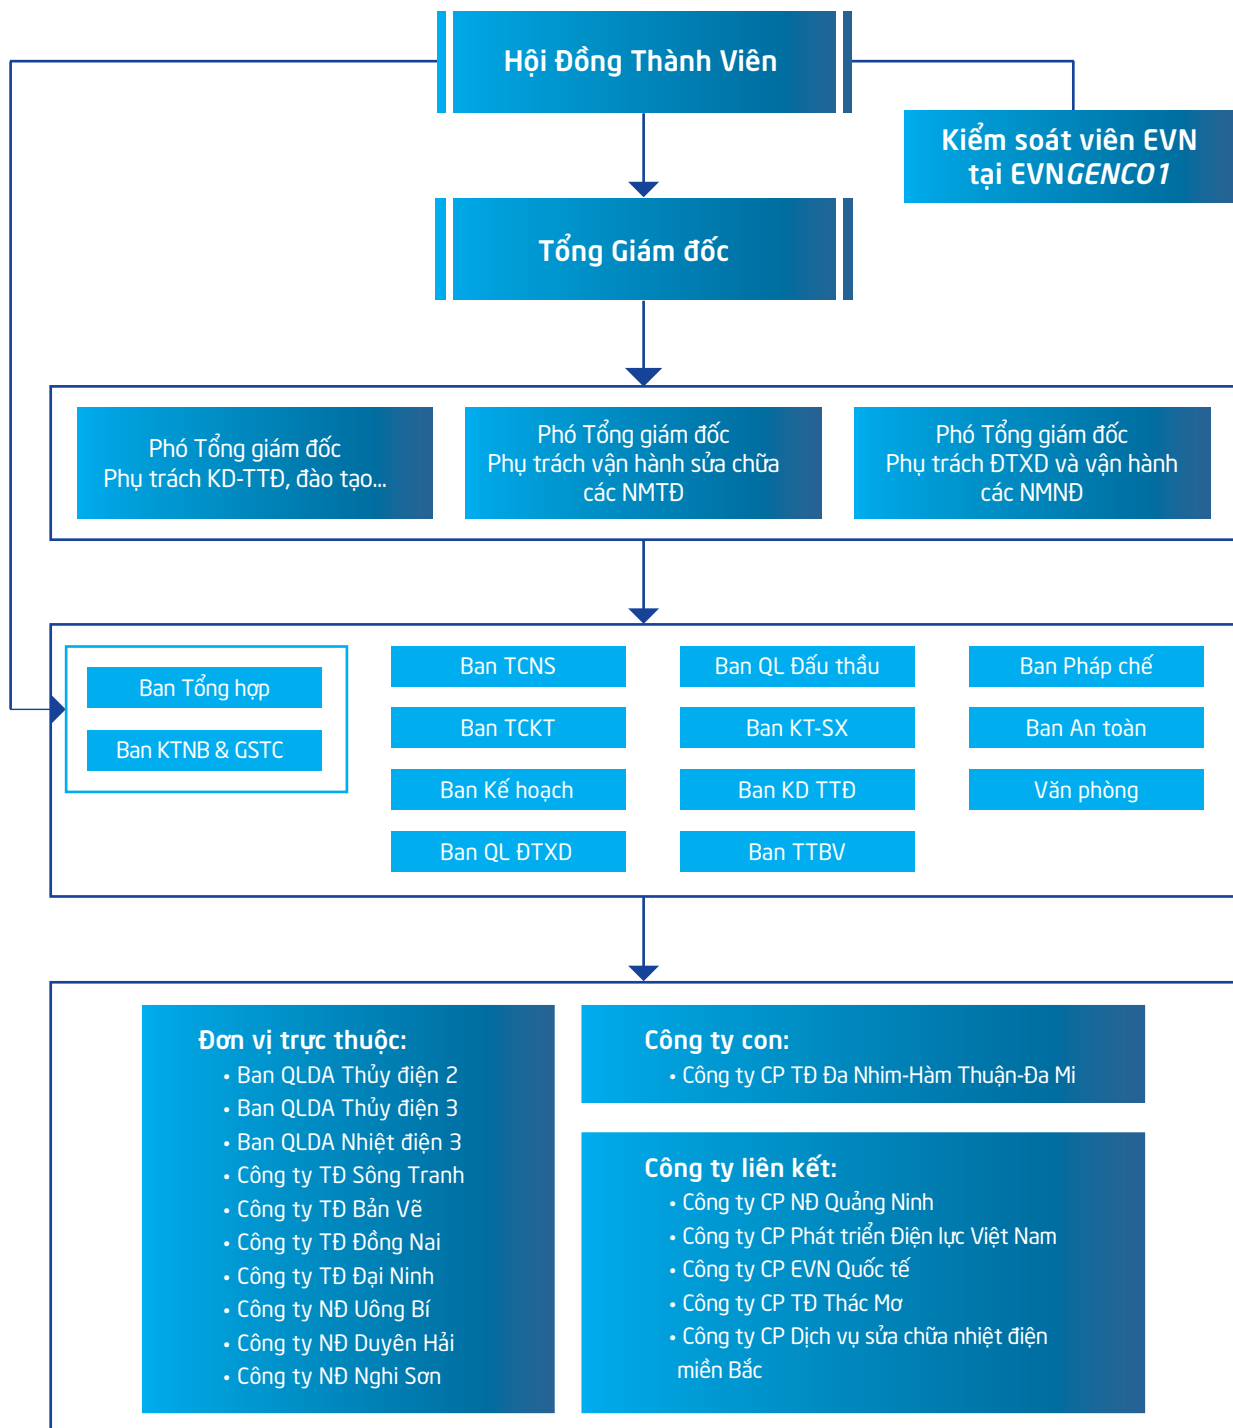 Hội Đồng Thành Viên
Kiểm soát viên EVN
tại EVNGENCO1
Tổng Giám đốc
Phó Tổng giám đốc
Phụ trách KD-TTĐ, đào tạo...
Phó Tổng giám đốc
Phụ trách vận hành sửa chữa
các NMTĐ
Phó Tổng giám đốc
Phụ trách ĐTXD và vận hành
các NMNĐ
Ban Tổng hợp
Ban KTNB & GSTC
Ban TCNS
Ban TCKT
Ban Kế hoạch
Ban QL ĐTXD
Ban QL Đấu thầu
Ban KT-SX
Ban KD TTĐ
Ban TTBV
Ban Pháp chế
Ban An toàn
Văn phòng
Đơn vị trực thuộc:
• Ban QLDA Thủy điện 2
• Ban QLDA Thủy điện 3
• Ban QLDA Nhiệt điện 3
• Công ty TĐ Sông Tranh
• Công ty TĐ Bản Vẽ
• Công ty TĐ Đồng Nai
• Công ty TĐ Đại Ninh
• Công ty NĐ Uông Bí
• Công ty NĐ Duyên Hải
• Công ty NĐ Nghi Sơn
Công ty con:
• Công ty CP TĐ Đa Nhim-Hàm Thuận-Đa Mi
Công ty liên kết:
• Công ty CP NĐ Quảng Ninh
• Công ty CP Phát triển Điện lực Việt Nam
• Công ty CP EVN Quốc tế
• Công ty CP TĐ Thác Mơ
• Công ty CP Dịch vụ sửa chữa nhiệt điện
miền Bắc